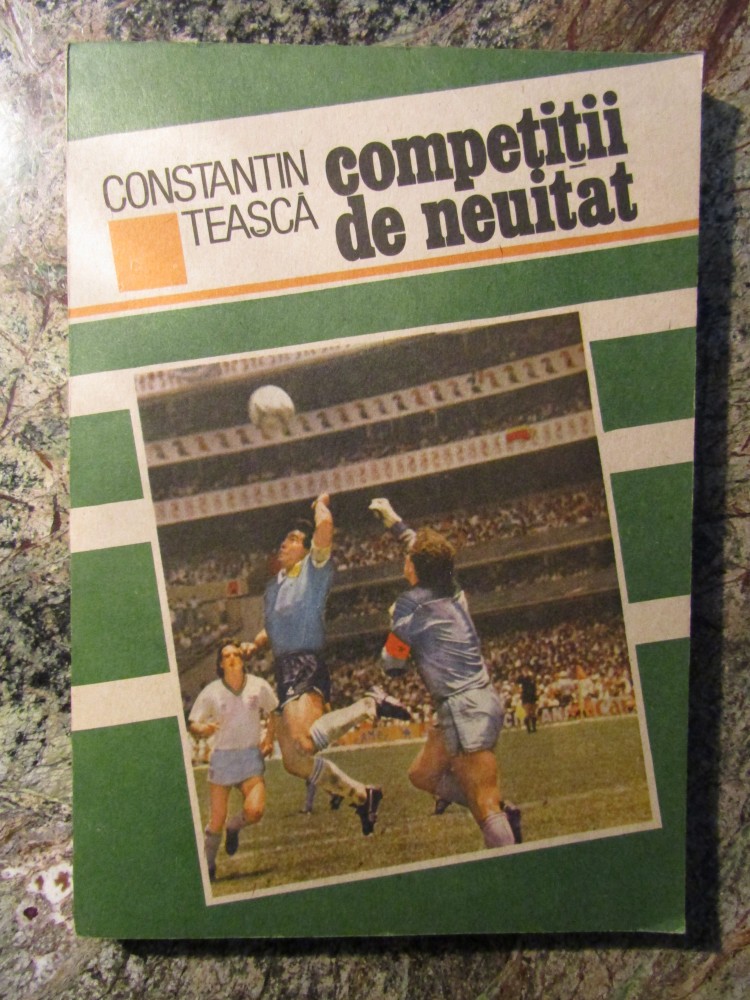 CONSTANTIN
TEAȘCĂ
competiții
de neuitat